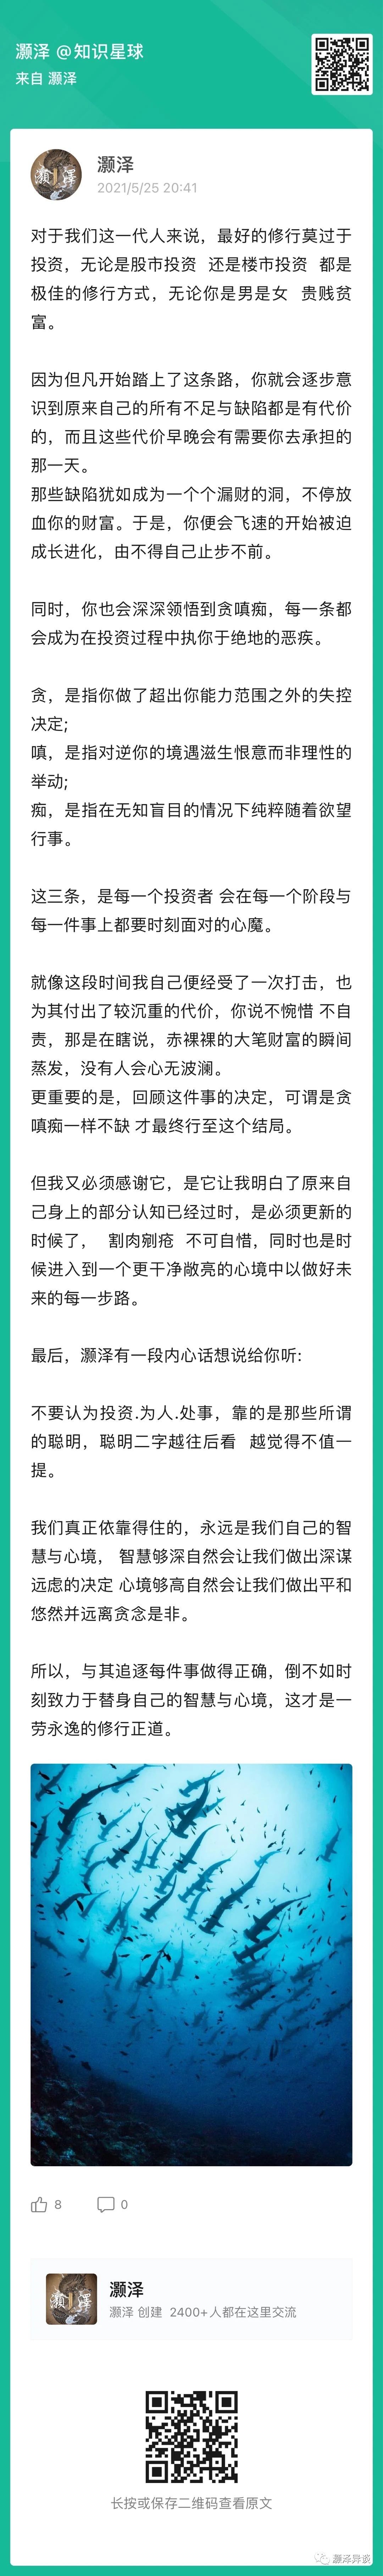 灏泽 @知识星球
来自 灏泽
灏泽
2021/5/25 20:41
对于我们这一代人来说，最好的修行莫过于
投资，无论是股市投资 还是楼市投资 都是
极佳的修行方式，无论你是男是女 贵贱贫
富。
因为但凡开始踏上了这条路，你就会逐步意
识到原来自己的所有不足与缺陷都是有代价
的，而且这些代价早晚会有需要你去承担的
那一天。
那些缺陷犹如成为一个个漏财的洞，不停放
血你的财富。于是，你便会飞速的开始被迫
成长进化，由不得自己止步不前。
同时，你也会深深领悟到贪嗔痴，每一条都
会成为在投资过程中执你于绝地的恶疾。
贪，是指你做了超出你能力范围之外的失控
决定;
嗔，是指对逆你的境遇滋生恨意而非理性的
举动;
痴，是指在无知盲目的情况下纯粹随着欲望
行事。
这三条，是每一个投资者 会在每一个阶段与
每一件事上都要时刻面对的心魔。
就像这段时间我自己便经受了一次打击，也
为其付出了较沉重的代价，你说不惋惜 不自
责，那是在瞎说，赤裸裸的大笔财富的瞬间
蒸发，没有人会心无波澜。
更重要的是，回顾这件事的决定，可谓是贪
嗔痴一样不缺 才最终行至这个结局。
但我又必须感谢它，是它让我明白了原来自
己身上的部分认知已经过时，是必须更新的
时候了， 割肉剜疮 不可自惜，同时也是时
候进入到一个更干净敞亮的心境中以做好未
来的每一步路。
最后，灏泽有一段内心话想说给你听:
不要认为投资.为人.处事，靠的是那些所谓
的聪明，聪明二字越往后看 越觉得不值一
提。
我们真正依靠得住的，永远是我们自己的智
慧与心境， 智慧够深自然会让我们做出深谋
远虑的决定 心境够高自然会让我们做出平和
悠然并远离贪念是非。
所以，与其追逐每件事做得正确，倒不如时
刻致力于替身自己的智慧与心境，这才是一
劳永逸的修行正道。
8 0
灏泽
灏泽 创建 2400+人都在这里交流
长按或保存二维码查看原文
灏泽异谈